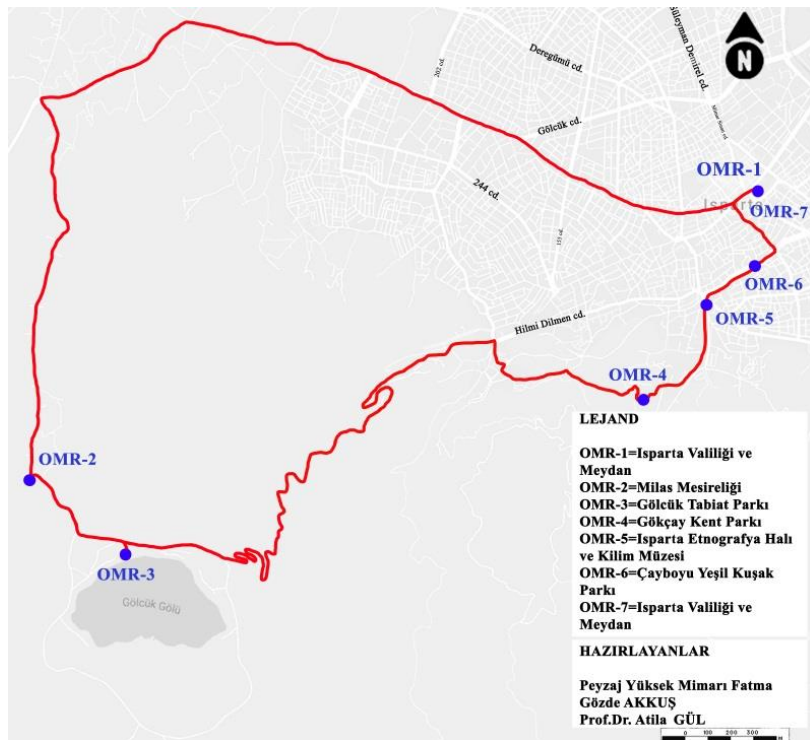 Süleyman Demirel cd.
N
Deregümü cd.
202 cd.
Mimar Sinan cd.
Gölcük cd.
OMR-1
244 cd.
Isparta
OMR-7
OMR-6
OMR-5
Hilmi Dilmen cd.
OMR-4
OMR-2
OMR-3
Gölcük Gölü
LEJAND
OMR-1=Isparta Valiliği ve
Meydan
OMR-2=Milas Mesireliği
OMR-3=Gölcük Tabiat Parkı
OMR-4=Gökçay Kent Parkı
OMR-5=Isparta Etnografya Halı
ve Kilim Müzesi
OMR-6=Çayboyu Yeşil Kuşak
Parkı
OMR-7=Isparta Valiliği ve
Meydan
HAZIRLAYANLAR
Peyzaj Yüksek Mimarı Fatma
Gözde AKKUŞ
Prof.Dr. Atila GÜL
0 100 200 300